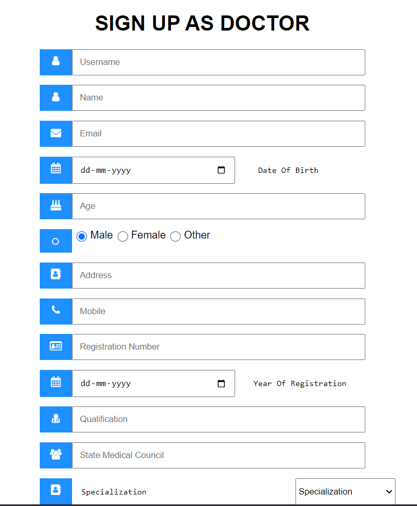 SIGN UP AS DOCTOR
Username
Name
Email
dd-mm-yyyy Date Of Birth
Age
Male Female Other
Address
Mobile
Registration Number
dd-mm-yyyy Year Of Registration
Qualification
State Medical Council
Specialization Specialization